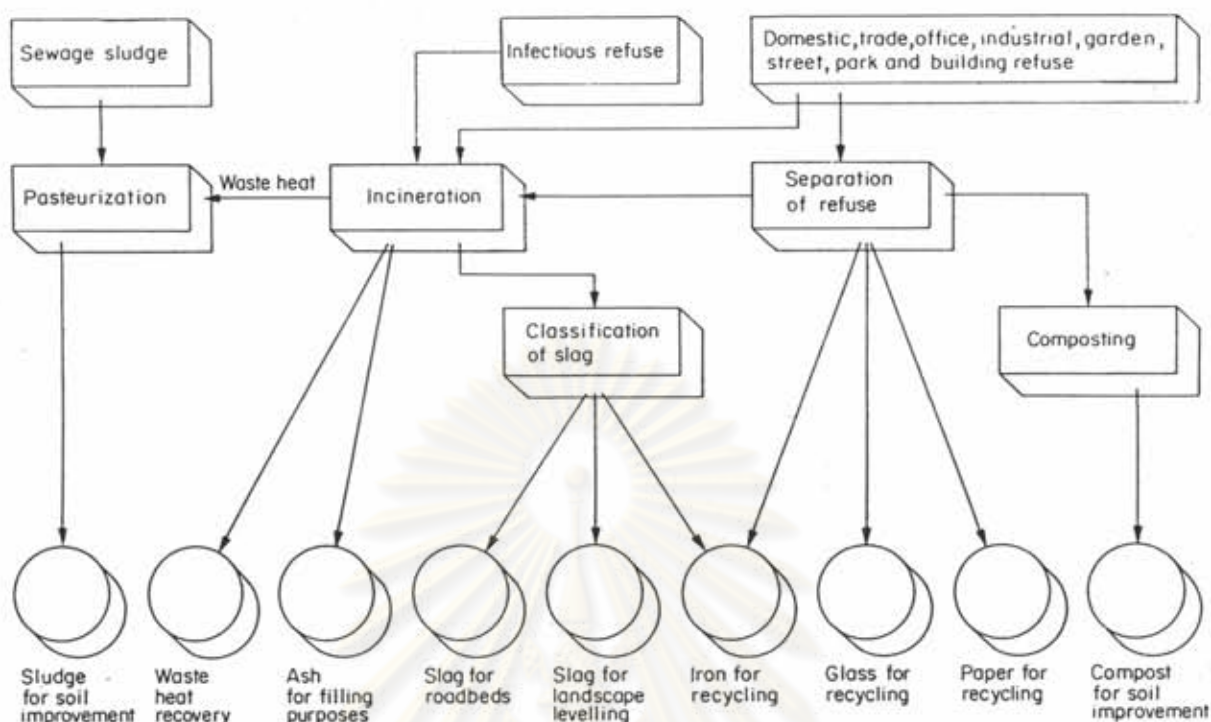 Sewage sludge
Infectious refuse
Domestic, trade, office, industrial, garden,
street, park and building refuse
Pasteurization
Waste heat
Incineration
Separation
of refuse
Classification
of slag
Composting
Sludge
for soil
improvement
Waste
heat
recovery
Ash
for filling
purposes
Slag for
roadbeds
Slag for
landscape
levelling
Iron for
recycling
Glass for
recycling
Paper for
recycling
Compost
for soil
improvement